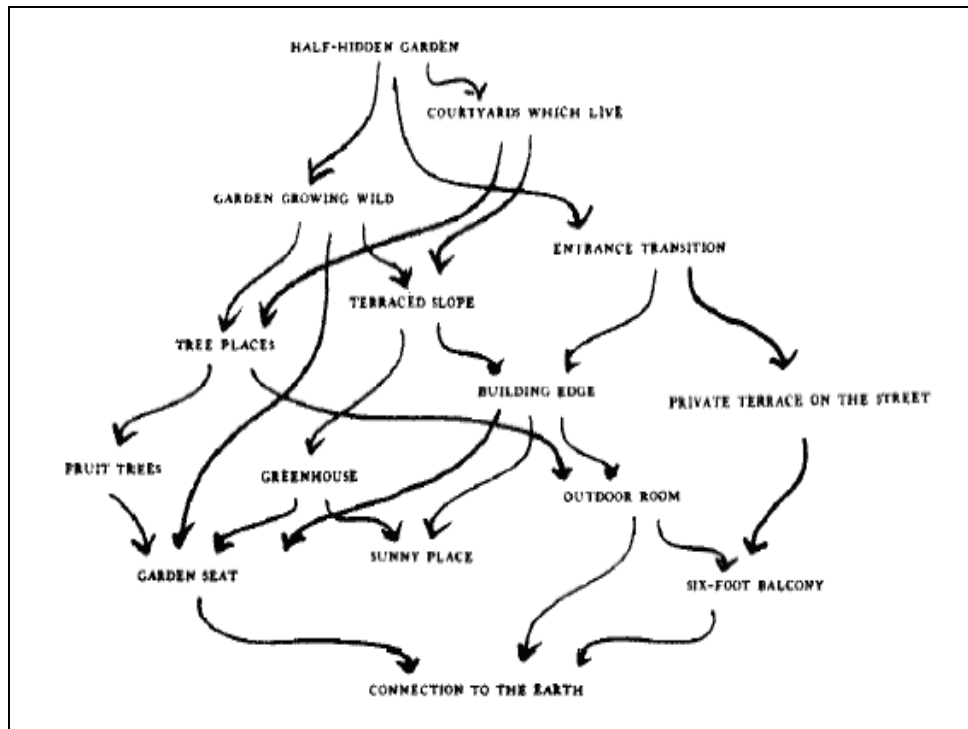 HALF-HIDDEN GARDEN
COURTYARDS WHICH LIVE
GARDEN GROWING WILD
ENTRANCE TRANSITION
TERRACED SLOPE
TREE PLACES
BUILDING EDGE
PRIVATE TERRACE ON THE STREET
FRUIT TREES
GREENHOUSE
OUTDOOR ROOM
SUNNY PLACE
GARDEN SEAT
SIX-FOOT BALCONY
CONNECTION TO THE EARTH